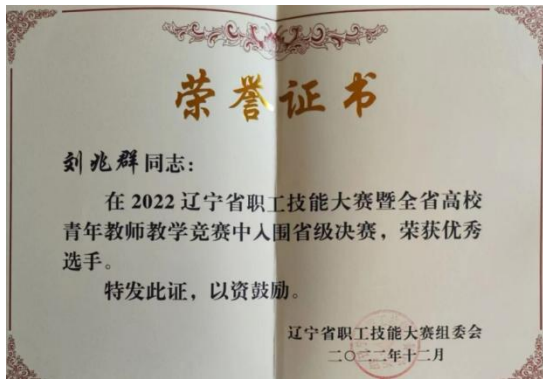 荣誉证书
刘兆群同志：
在2022辽宁省职工技能大赛暨全省高校
青年教师教学竞赛中入围省级决赛，荣获优秀
选手。
特发此证，以资鼓励。
辽宁省职工技能大赛组委会
二〇二二年十二月